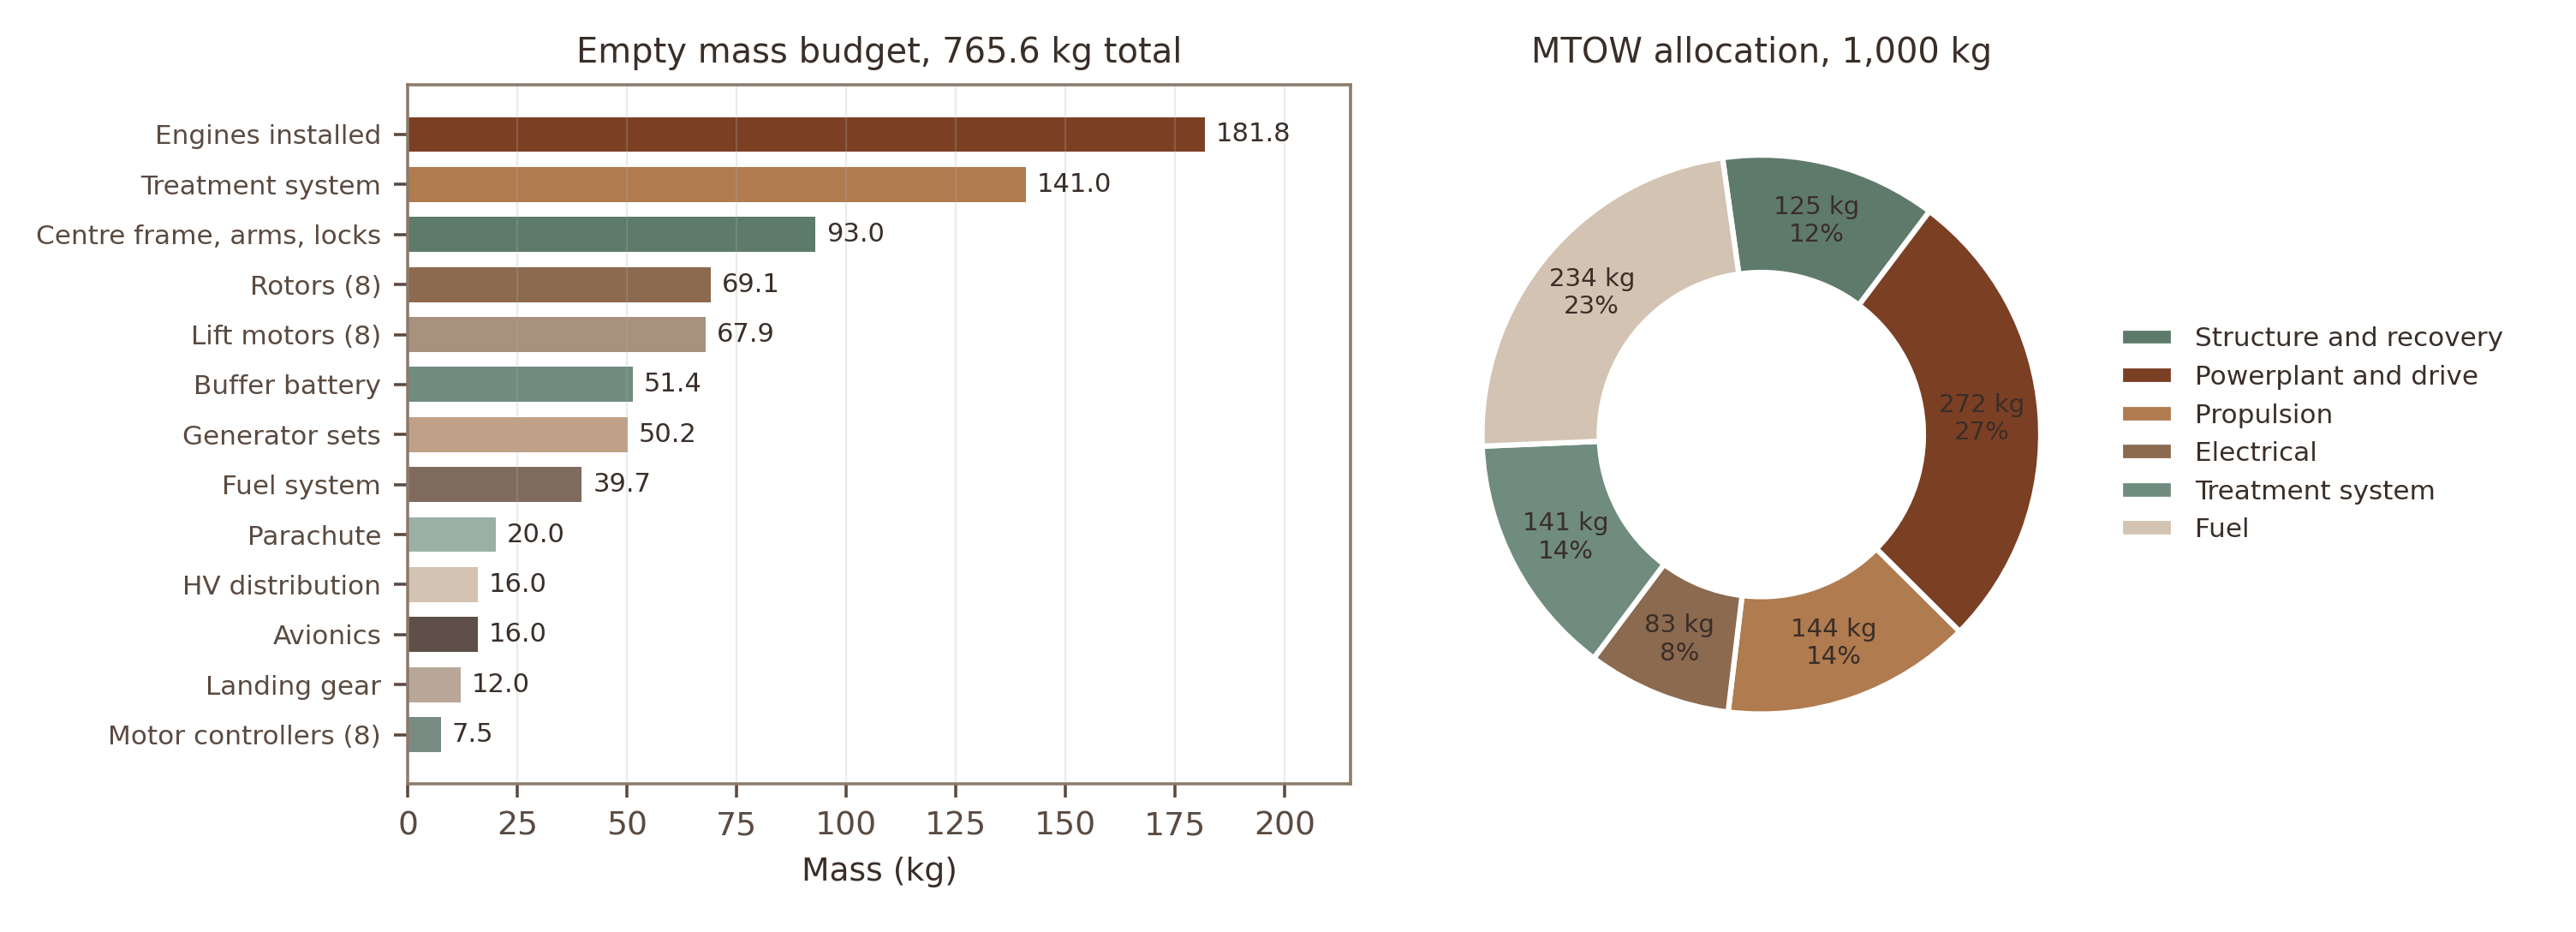 Empty mass budget, 765.6 kg total
Engines installed 181.8
Treatment system 141.0
Centre frame, arms, locks 93.0
Rotors (8) 69.1
Lift motors (8) 67.9
Buffer battery 51.4
Generator sets 50.2
Fuel system 39.7
Parachute 20.0
HV distribution 16.0
Avionics 16.0
Landing gear 12.0
Motor controllers (8) 7.5
0 25 50 75 100 125 150 175 200
Mass (kg)
MTOW allocation, 1,000 kg
125 kg
12%
234 kg
23%
272 kg
27%
141 kg
14%
83 kg
8%
144 kg
14%
Structure and recovery
Powerplant and drive
Propulsion
Electrical
Treatment system
Fuel